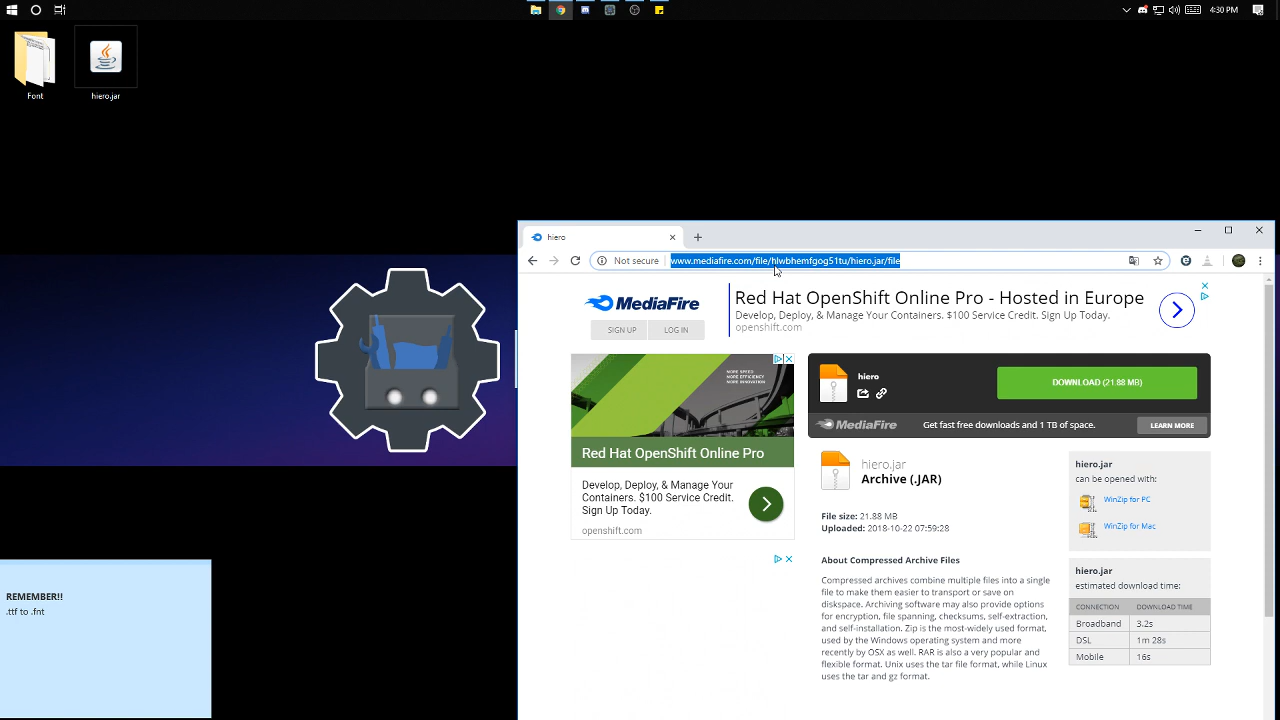 4:30 PM
Font
hiero.jar
hiero
Not secure
www.mediafire.com/file/hlwbhemfgog51tu/hiero.jar/file
MediaFire
SIGN UP
LOG IN
Red Hat OpenShift Online Pro - Hosted in Europe
Develop, Deploy, & Manage Your Containers. $100 Service Credit. Sign Up Today.
openshift.com
NORE SPEED
MORE EFFICIENCY
MORE INNOVATION
Red Hat OpenShift Online Pro
Develop, Deploy, & Manage Your
Containers. $100 Service Credit.
Sign Up Today.
openshift.com
hiero
DOWNLOAD (21.88 MB)
MediaFire
Get fast free downloads and 1 TB of space.
LEARN MORE
hiero.jar
Archive (.JAR)
File size: 21.88 MB
Uploaded: 2018-10-22 07:59:28
About Compressed Archive Files
Compressed archives combine multiple files into a single
file to make them easier to transport or save on
diskspace. Archiving software may also provide options
for encryption, file spanning, checksums, self-extraction,
and self-installation. Zip is the most-widely used format,
used by the Windows operating system and more
recently by OSX as well. RAR is also a very popular and
flexible format. Unix uses the tar file format, while Linux
uses the tar and gz format.
hiero.jar
can be opened with:
WinZip for PC
WinZip for Mac
hiero.jar
estimated download time:
CONNECTION DOWNLOAD TIME
Broadband 3.2s
DSL 1m 28s
Mobile 16s
REMEMBER!!
.ttf to .fnt